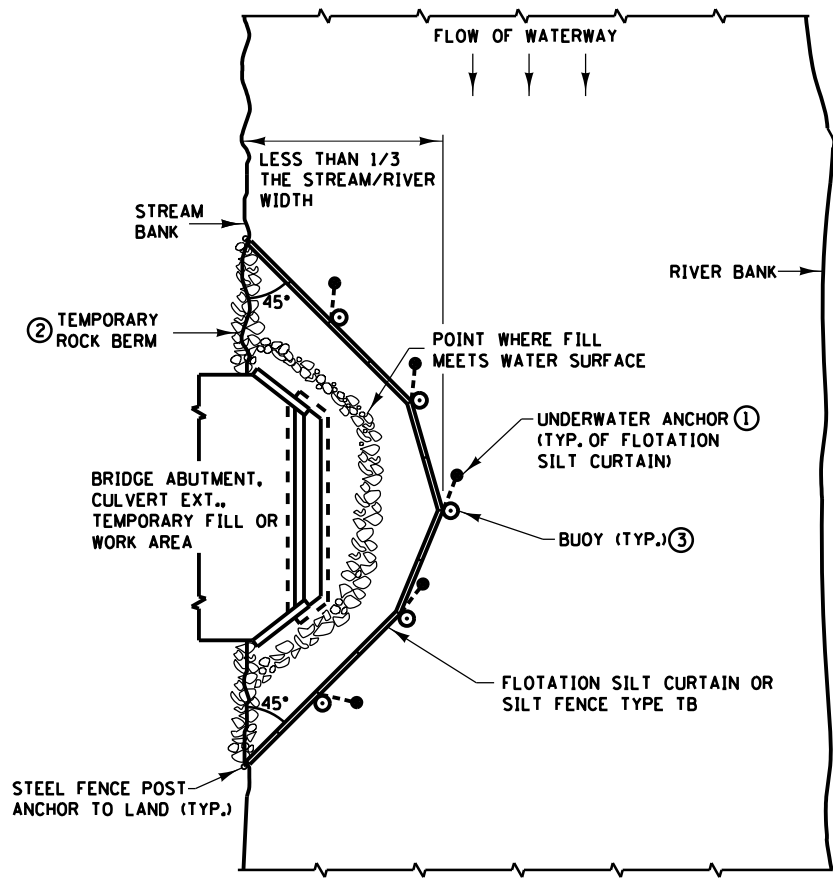 FLOW OF WATERWAY
LESS THAN 1/3
THE STREAM/RIVER
WIDTH
STREAM
BANK
RIVER BANK
45°
② TEMPORARY
ROCK BERM
POINT WHERE FILL
MEETS WATER SURFACE
UNDERWATER ANCHOR ①
(TYP. OF FLOTATION
SILT CURTAIN)
BRIDGE ABUTMENT,
CULVERT EXT.,
TEMPORARY FILL OR
WORK AREA
BUOY (TYP.) ③
FLOTATION SILT CURTAIN OR
SILT FENCE TYPE TB
45°
STEEL FENCE POST
ANCHOR TO LAND (TYP.)